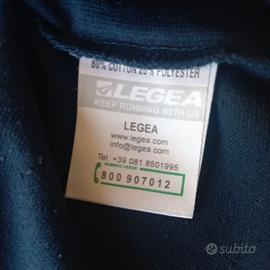 80% COTTON 20% POLYESTER
LEGEA
KEEP RUNNING WITH US
LEGEA
www.legea.com
info@legea.com
Tel. +39 081 8501995
NUMERO VERDE
800 907012
subito